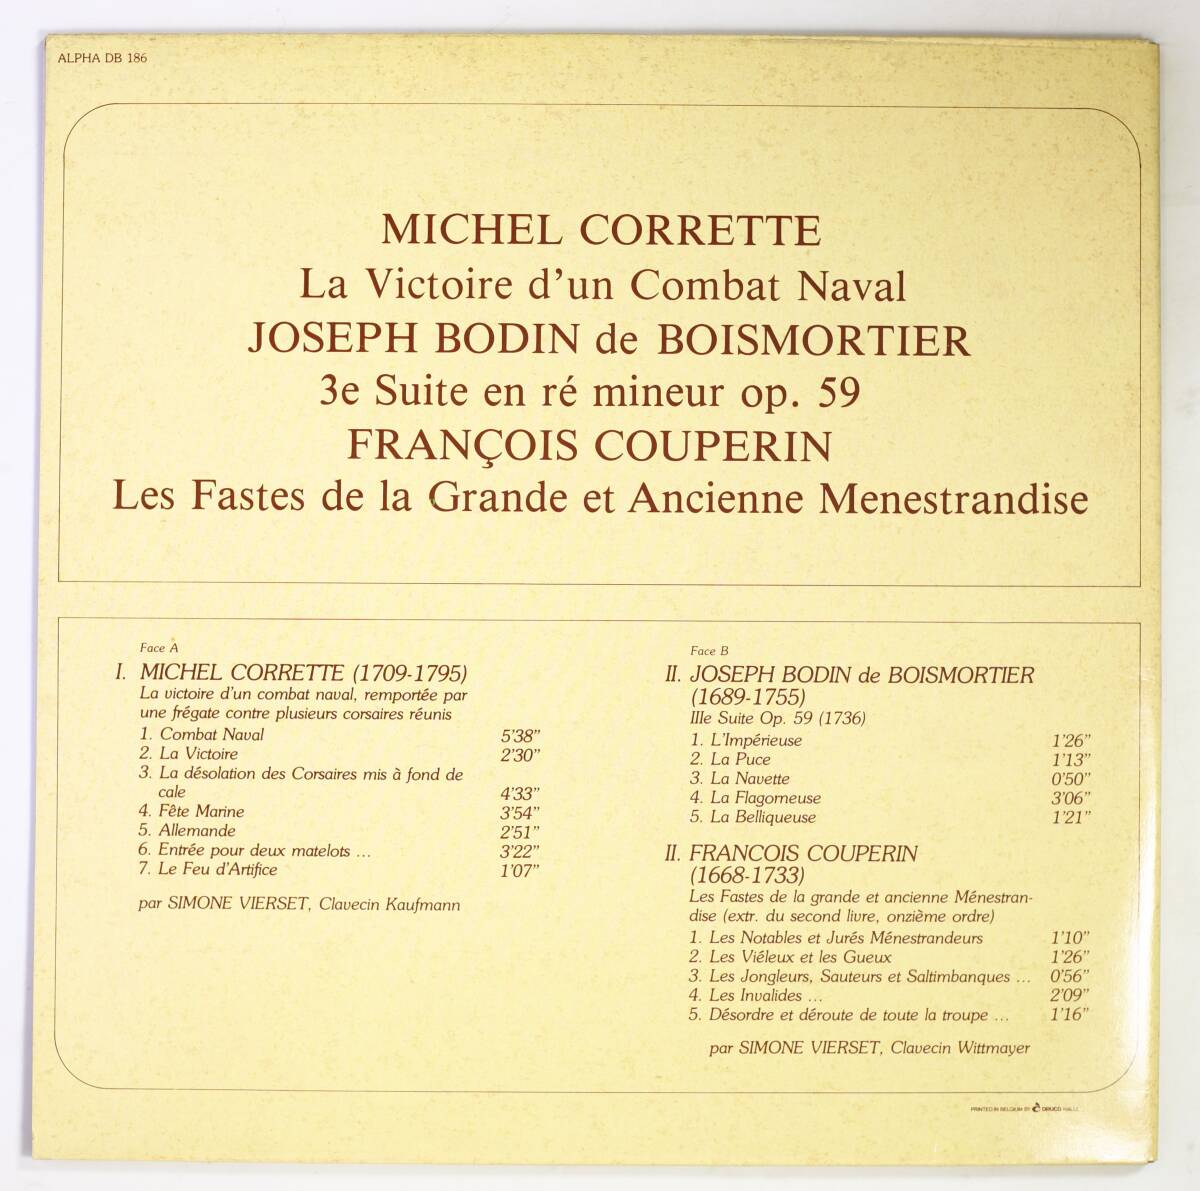 ALPHA DB 186
MICHEL CORRETTE
La Victoire d'un Combat Naval
JOSEPH BODIN de BOISMORTIER
3e Suite en ré mineur op. 59
FRANÇOIS COUPERIN
Les Fastes de la Grande et Ancienne Menestrandise
Face A
I. MICHEL CORRETTE (1709-1795)
La victoire d'un combat naval, remportée par
une frégate contre plusieurs corsaires réunis
1. Combat Naval 5'38"
2. La Victoire 2'30"
3. La désolation des Corsaires mis à fond de
cale 4'33"
4. Fête Marine 3'54"
5. Allemande 2'51"
6. Entrée pour deux matelots ... 3'22"
7. Le Feu d'Artifice 1'07"
par SIMONE VIERSET, Clavecin Kaufmann
Face B
II. JOSEPH BODIN de BOISMORTIER
(1689-1755)
IIIe Suite Op. 59 (1736)
1. L'Impérieuse 1'26"
2. La Puce 1'13"
3. La Navette 0'50"
4. La Flagorneuse 3'06"
5. La Belliqueuse 1'21"
II. FRANCOIS COUPERIN
(1668-1733)
Les Fastes de la grande et ancienne Ménestran-
dise (extr. du second livre, onzième ordre)
1. Les Notables et Jurés Ménestrandeurs 1'10"
2. Les Viéleux et les Gueux 1'26"
3. Les Jongleurs, Sauteurs et Saltimbanques ... 0'56"
4. Les Invalides ... 2'09"
5. Désordre et déroute de toute la troupe ... 1'16"
par SIMONE VIERSET, Clavecin Wittmayer
PRINTED IN BELGIUM BY DRUCO HALLE